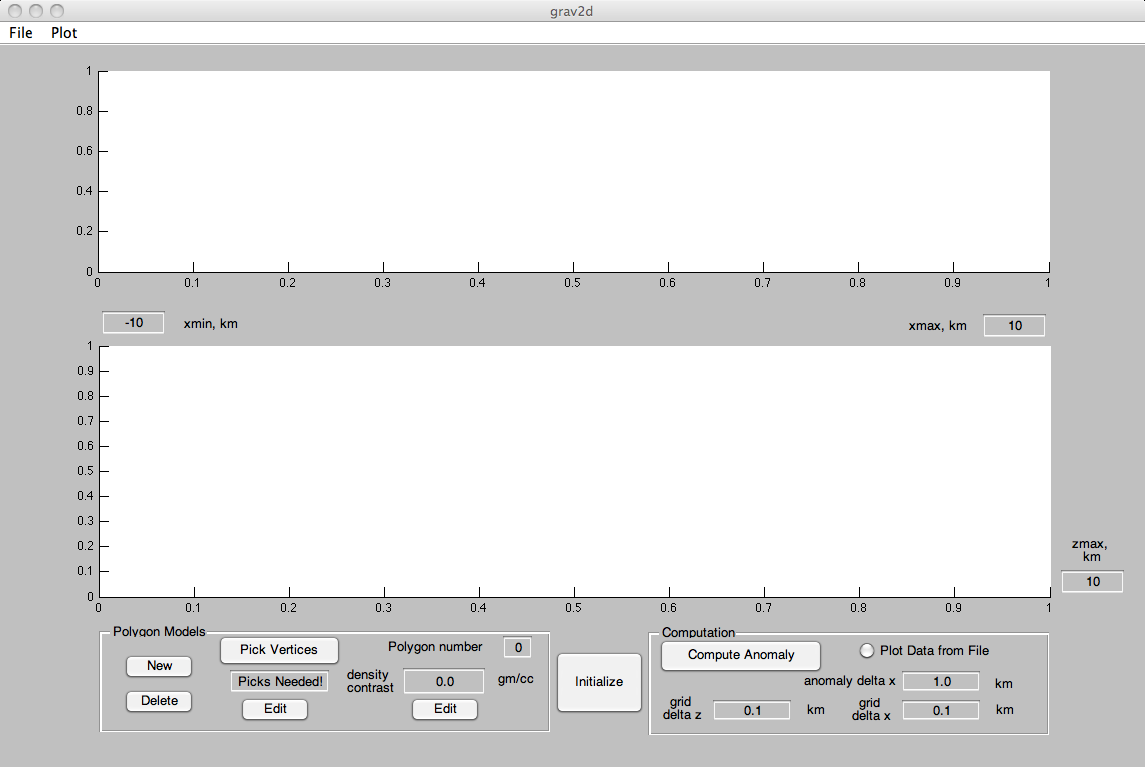 grav2d
File Plot
1
0.8
0.6
0.4
0.2
0
0 0.1 0.2 0.3 0.4 0.5 0.6 0.7 0.8 0.9 1
-10 xmin, km xmax, km 10
1
0.9
0.8
0.7
0.6
0.5
0.4
0.3
0.2
0.1
0
0 0.1 0.2 0.3 0.4 0.5 0.6 0.7 0.8 0.9 1
zmax,
km
10
Polygon Models
New
Delete
Pick Vertices
Picks Needed!
Edit
Polygon number 0
density
contrast
0.0 gm/cc
Edit
Initialize
Computation
Compute Anomaly
Plot Data from File
anomaly delta x 1.0 km
grid
delta z
0.1 km
grid
delta x
0.1 km